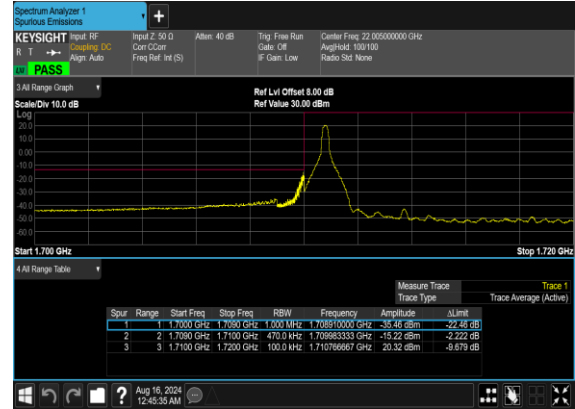 Spectrum Analyzer 1
Spurious Emissions
+
KEYSIGHT Input: RF Input Z: 50 Ω Atten: 40 dB Trig: Free Run Center Freq: 22.005000000 GHz
R T Coupling: DC Corr CCorr Gate: Off Avg|Hold: 100/100
Align: Auto Freq Ref: Int (S) IF Gain: Low Radio Std: None
PASS
3 All Range Graph
Ref Lvl Offset 8.00 dB
Scale/Div 10.0 dB Ref Value 30.00 dBm
Log
20.0
10.0
0.00
-10.0
-20.0
-30.0
-40.0
-50.0
-60.0
Start 1.700 GHz Stop 1.720 GHz
4 All Range Table
Measure Trace Trace 1
Trace Type Trace Average (Active)
Spur Range Start Freq Stop Freq RBW Frequency Amplitude ΔLimit
1 1 1.7000 GHz 1.7090 GHz 1.000 MHz 1.708910000 GHz -35.46 dBm -22.46 dB
2 2 1.7090 GHz 1.7100 GHz 470.0 kHz 1.709983333 GHz -15.22 dBm -2.222 dB
3 3 1.7100 GHz 1.7200 GHz 100.0 kHz 1.710766667 GHz 20.32 dBm -9.679 dB
? Aug 16, 2024
12:45:35 AM